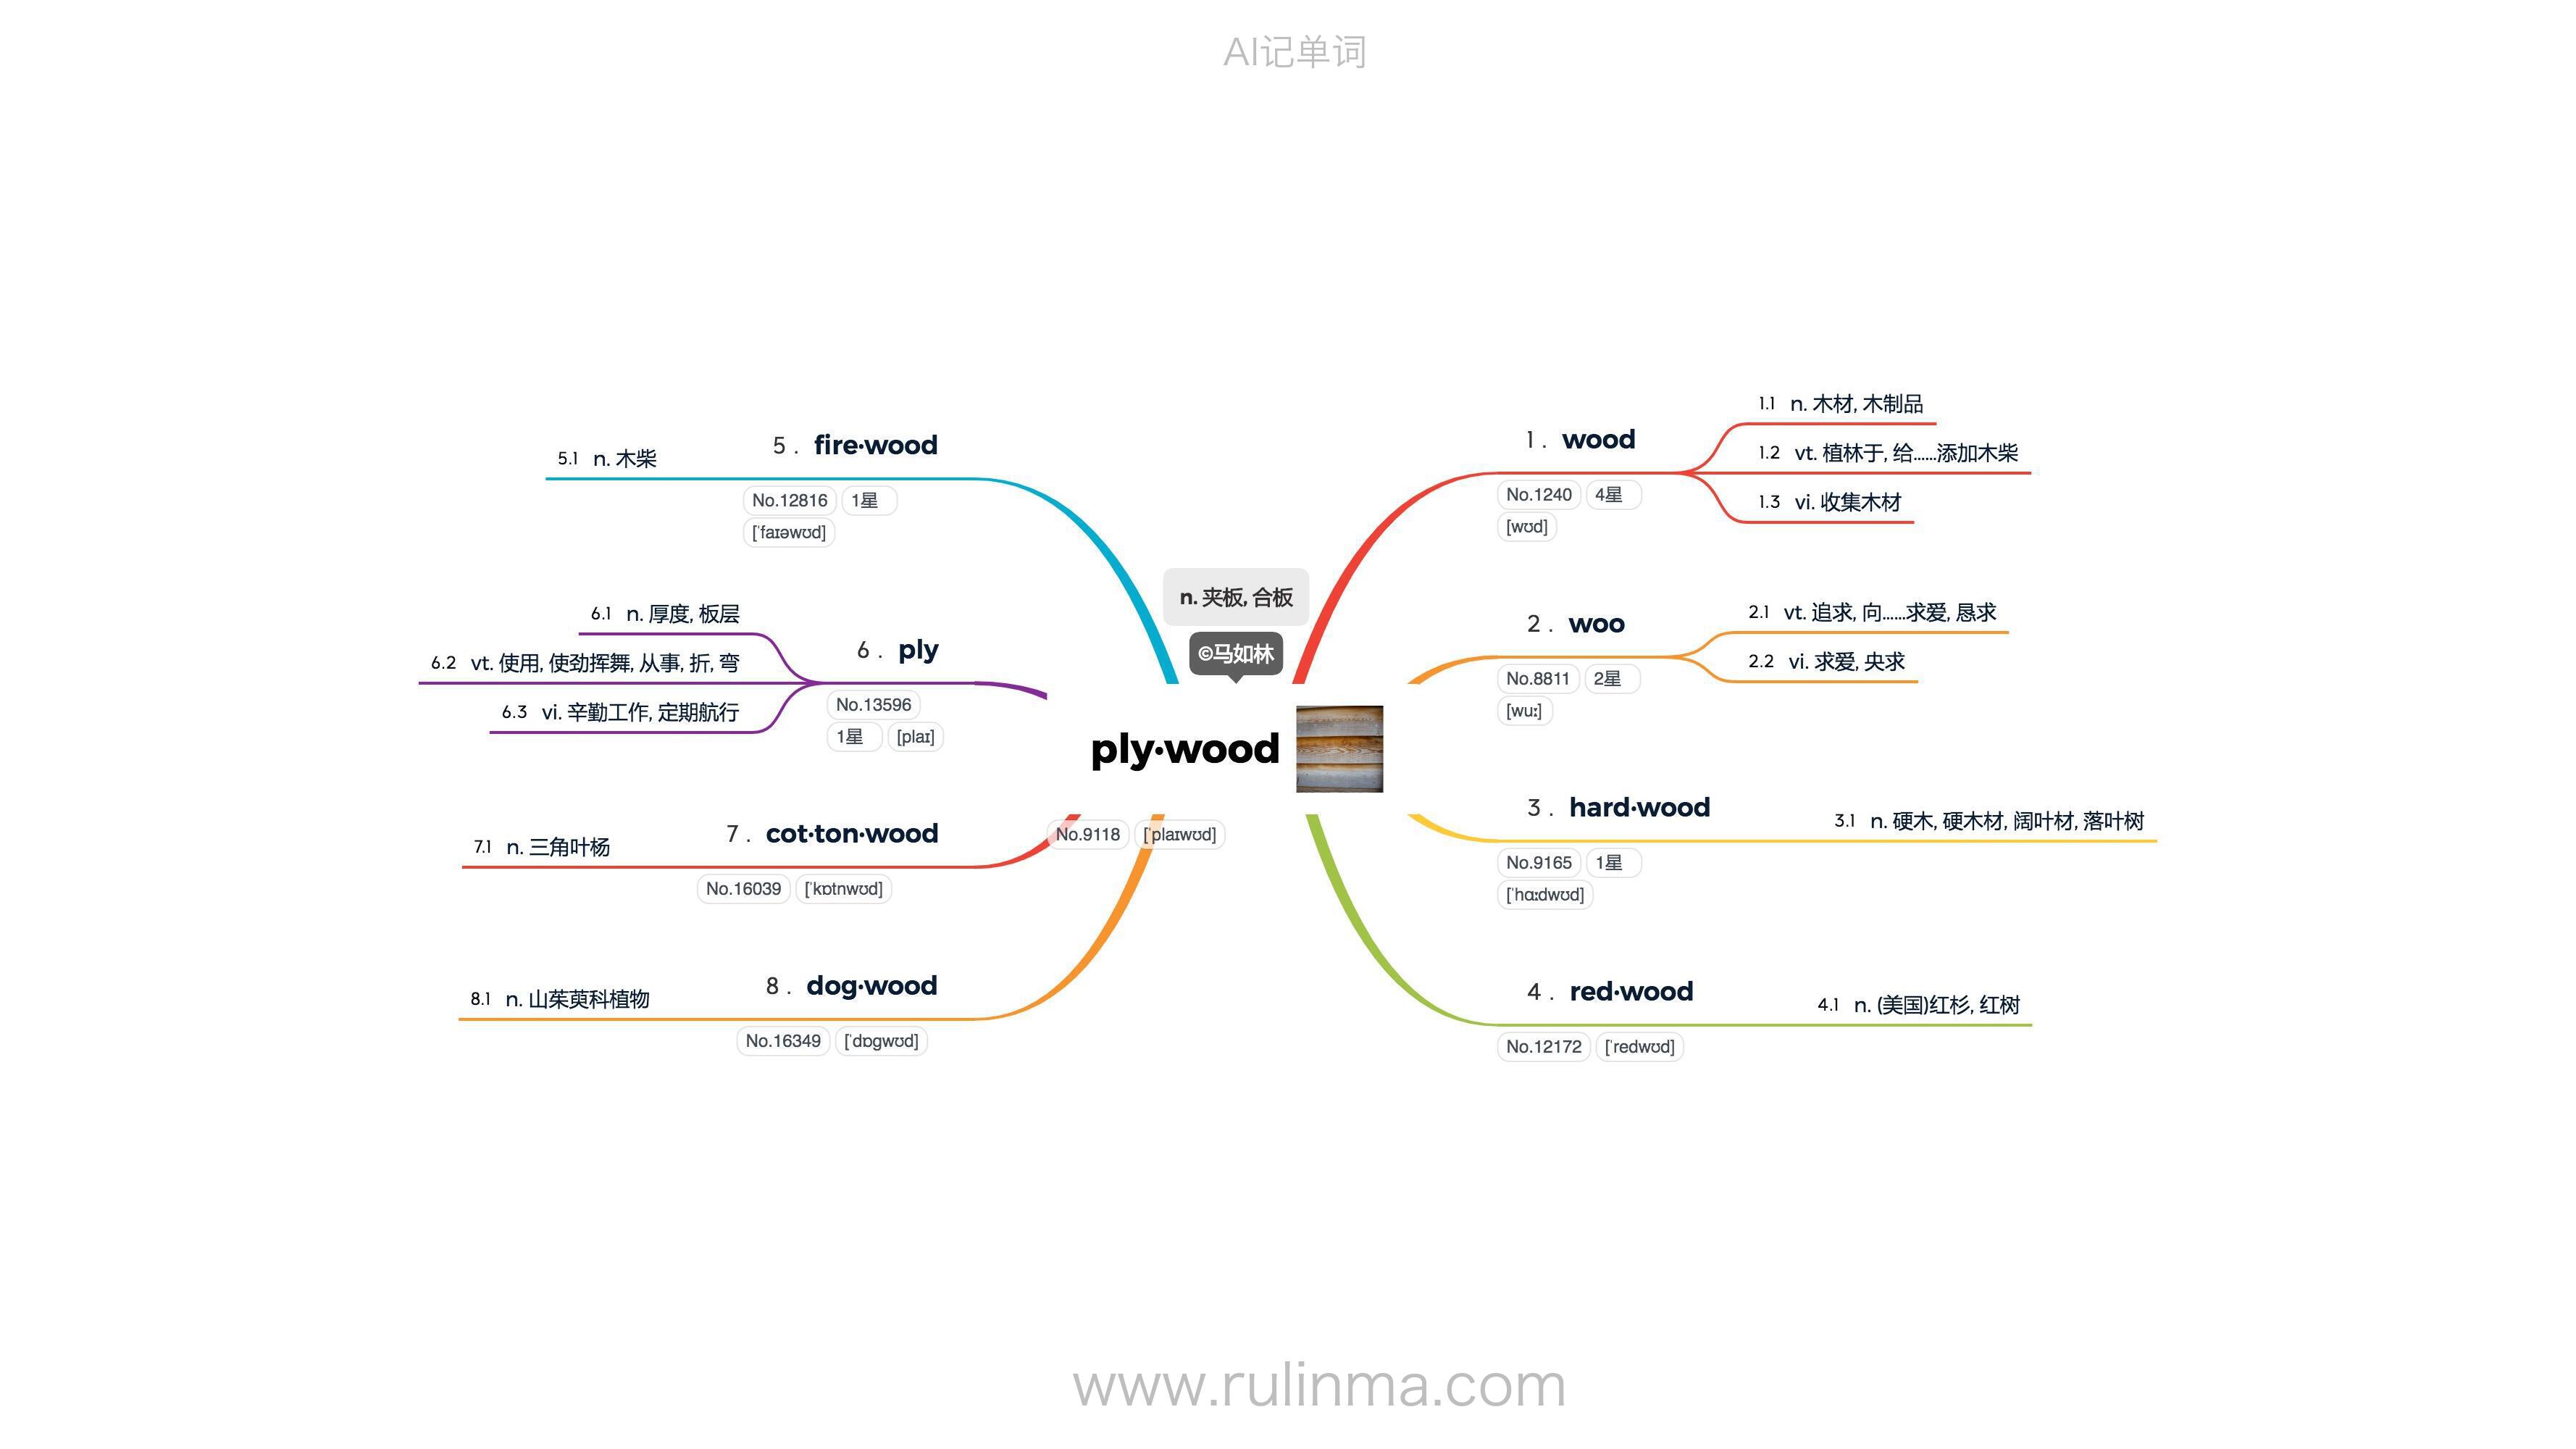 AI记单词
n. 夹板, 合板
©马如林
ply·wood
No.9118 [ˈplaɪwʊd]
1 . wood
No.1240 4星
[wʊd]
1.1 n. 木材, 木制品
1.2 vt. 植林于, 给……添加木柴
1.3 vi. 收集木材
2 . woo
No.8811 2星
[wuː]
2.1 vt. 追求, 向……求爱, 恳求
2.2 vi. 求爱, 央求
3 . hard·wood
No.9165 1星
[ˈhɑːdwʊd]
3.1 n. 硬木, 硬木材, 阔叶材, 落叶树
4 . red·wood
No.12172 [ˈredwʊd]
4.1 n. (美国)红杉, 红树
5 . fire·wood
No.12816 1星
[ˈfaɪəwʊd]
5.1 n. 木柴
6 . ply
No.13596
1星 [plaɪ]
6.1 n. 厚度, 板层
6.2 vt. 使用, 使劲挥舞, 从事, 折, 弯
6.3 vi. 辛勤工作, 定期航行
7 . cot·ton·wood
No.16039 [ˈkɒtnwʊd]
7.1 n. 三角叶杨
8 . dog·wood
No.16349 [ˈdɒgwʊd]
8.1 n. 山茱萸科植物
www.rulinma.com